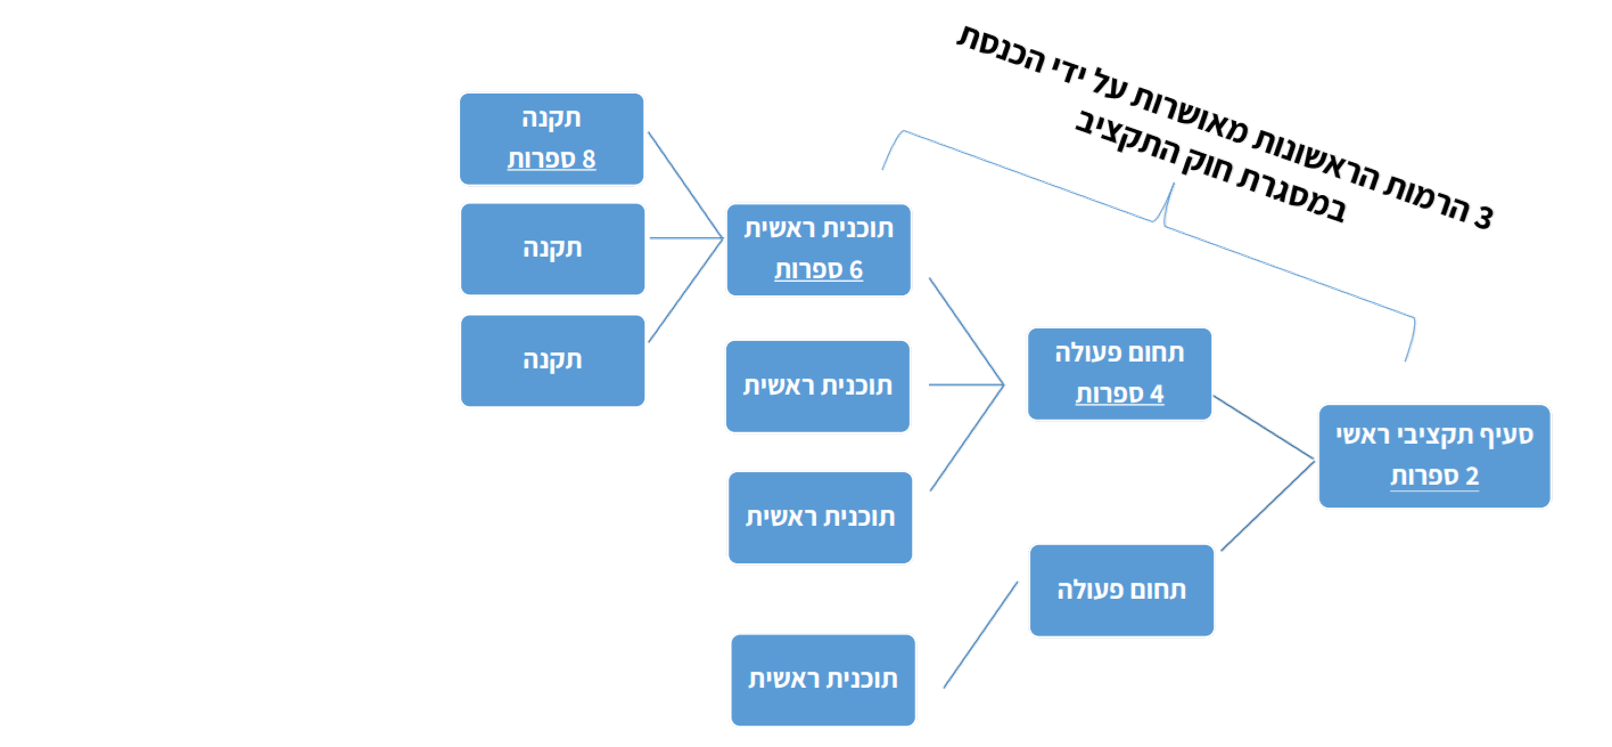 3 הרמות הראשונות מאושרות על ידי הכנסת
במסגרת חוק התקציב
סעיף תקציבי ראשי
2 ספרות
תחום פעולה
4 ספרות
תחום פעולה
תוכנית ראשית
6 ספרות
תוכנית ראשית
תוכנית ראשית
תוכנית ראשית
תקנה
8 ספרות
תקנה
תקנה